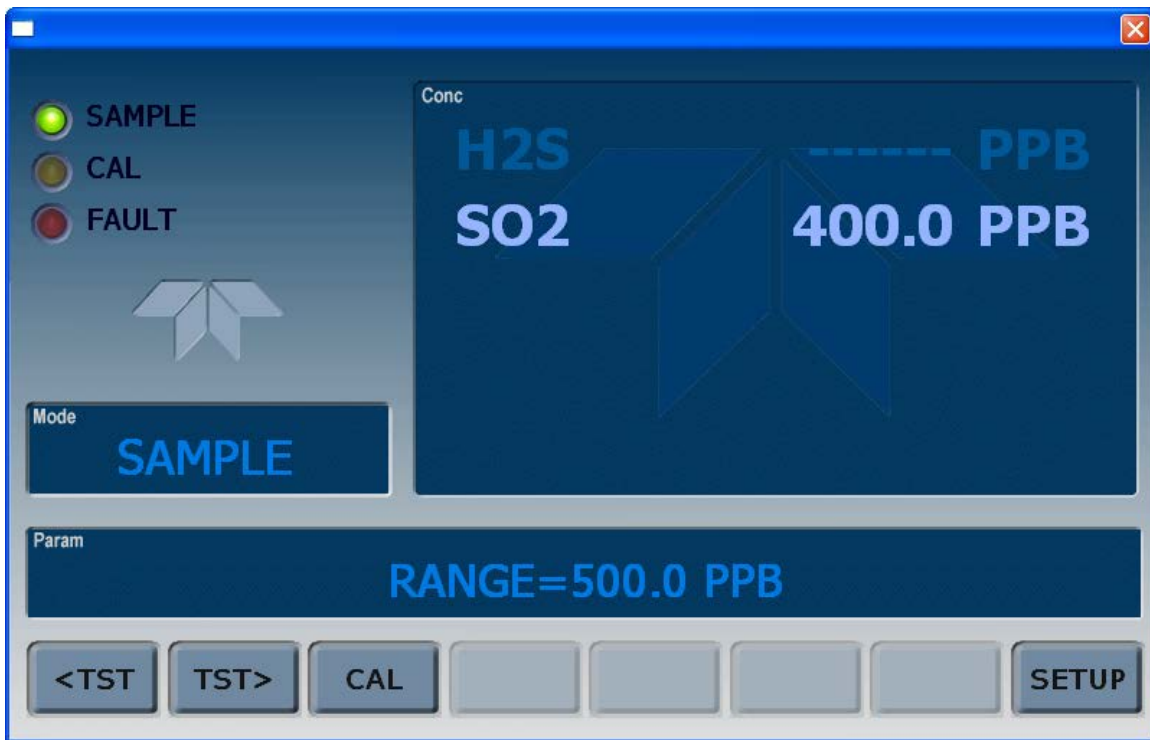 SAMPLE
CAL
FAULT
Conc
H2S ------ PPB
SO2 400.0 PPB
Mode
SAMPLE
Param
RANGE=500.0 PPB
<TST TST> CAL SETUP